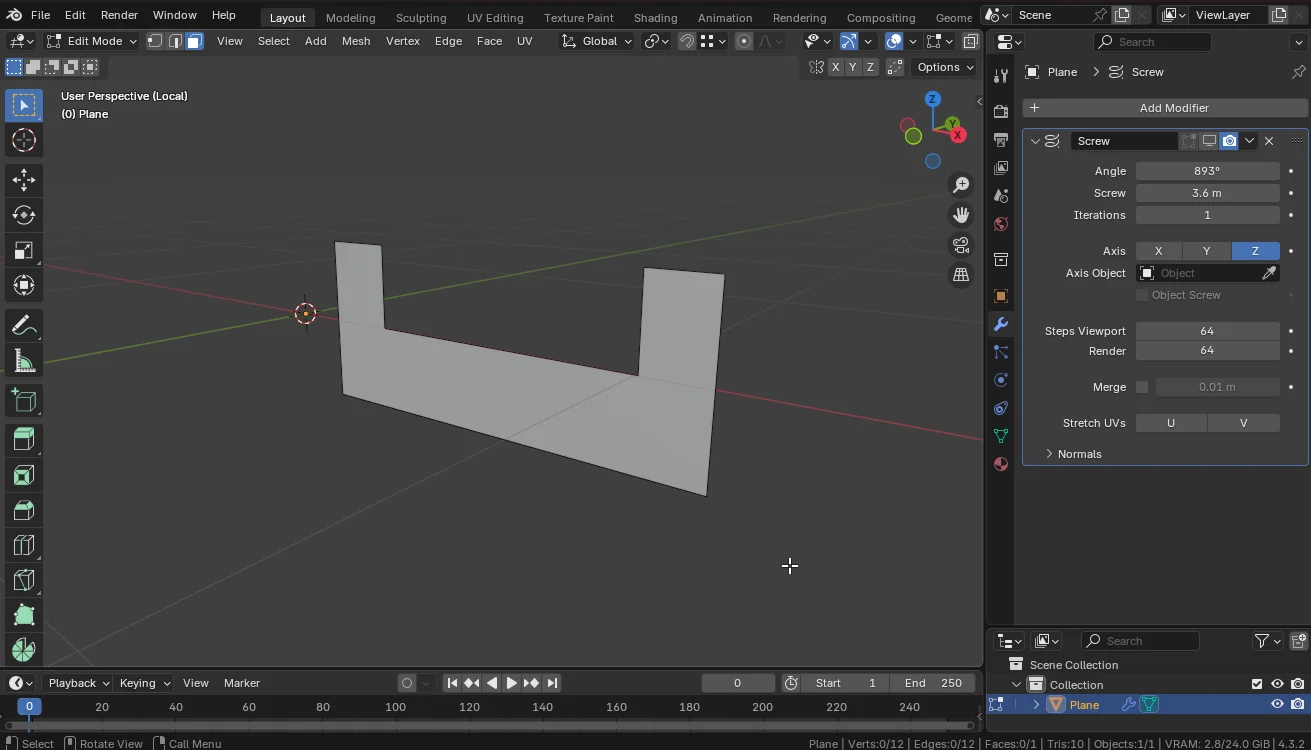 File Edit Render Window Help Layout Modeling Sculpting UV Editing Texture Paint Shading Animation Rendering Compositing Geome Scene ViewLayer
Edit Mode View Select Add Mesh Vertex Edge Face UV Global Search
X Y Z Options
Plane > Screw
User Perspective (Local)
(0) Plane
Z
Y
X
Add Modifier
Screw
Angle 893°
Screw 3.6 m
Iterations 1
Axis X Y Z
Axis Object Object
Object Screw
Steps Viewport 64
Render 64
Merge 0.01 m
Stretch UVs U V
Normals
Search
Scene Collection
Collection
Plane
Playback Keying View Marker 0 Start 1 End 250
0 20 40 60 80 100 120 140 160 180 200 220 240
Select Rotate View Call Menu Plane | Verts:0/12 | Edges:0/12 | Faces:0/1 | Tris:10 | Objects:1/1 | VRAM: 2.8/24.0 GiB | 4.3.2